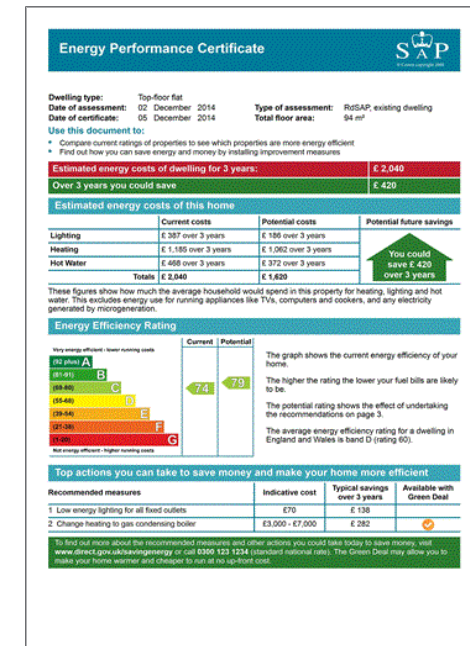 Energy Performance Certificate
SAP
© Crown copyright 2009
Dwelling type: Top-floor flat
Date of assessment: 02 December 2014 Type of assessment: RdSAP, existing dwelling
Date of certificate: 05 December 2014 Total floor area: 94 m²
Use this document to:
• Compare current ratings of properties to see which properties are more energy efficient
• Find out how you can save energy and money by installing improvement measures
Estimated energy costs of dwelling for 3 years: £ 2,040
Over 3 years you could save £ 420
Estimated energy costs of this home
Current costs Potential costs Potential future savings
Lighting £ 387 over 3 years £ 186 over 3 years
Heating £ 1,185 over 3 years £ 1,062 over 3 years
Hot Water £ 468 over 3 years £ 372 over 3 years
Totals £ 2,040 £ 1,620
You could
save £ 420
over 3 years
These figures show how much the average household would spend in this property for heating, lighting and hot
water. This excludes energy use for running appliances like TVs, computers and cookers, and any electricity
generated by microgeneration.
Energy Efficiency Rating
Current Potential
Very energy efficient - lower running costs
(92 plus) A
(81-91) B
(69-80) C
(55-68) D
(39-54) E
(21-38) F
(1-20) G
Not energy efficient - higher running costs
74 79
The graph shows the current energy efficiency of your
home.
The higher the rating the lower your fuel bills are likely
to be.
The potential rating shows the effect of undertaking
the recommendations on page 3.
The average energy efficiency rating for a dwelling in
England and Wales is band D (rating 60).
Top actions you can take to save money and make your home more efficient
Recommended measures Indicative cost Typical savings over 3 years Available with Green Deal
1 Low energy lighting for all fixed outlets £70 £ 138
2 Change heating to gas condensing boiler £3,000 - £7,000 £ 282
To find out more about the recommended measures and other actions you could take today to save money, visit
www.direct.gov.uk/savingenergy or call 0300 123 1234 (standard national rate). The Green Deal may allow you to
make your home warmer and cheaper to run at no up-front cost.